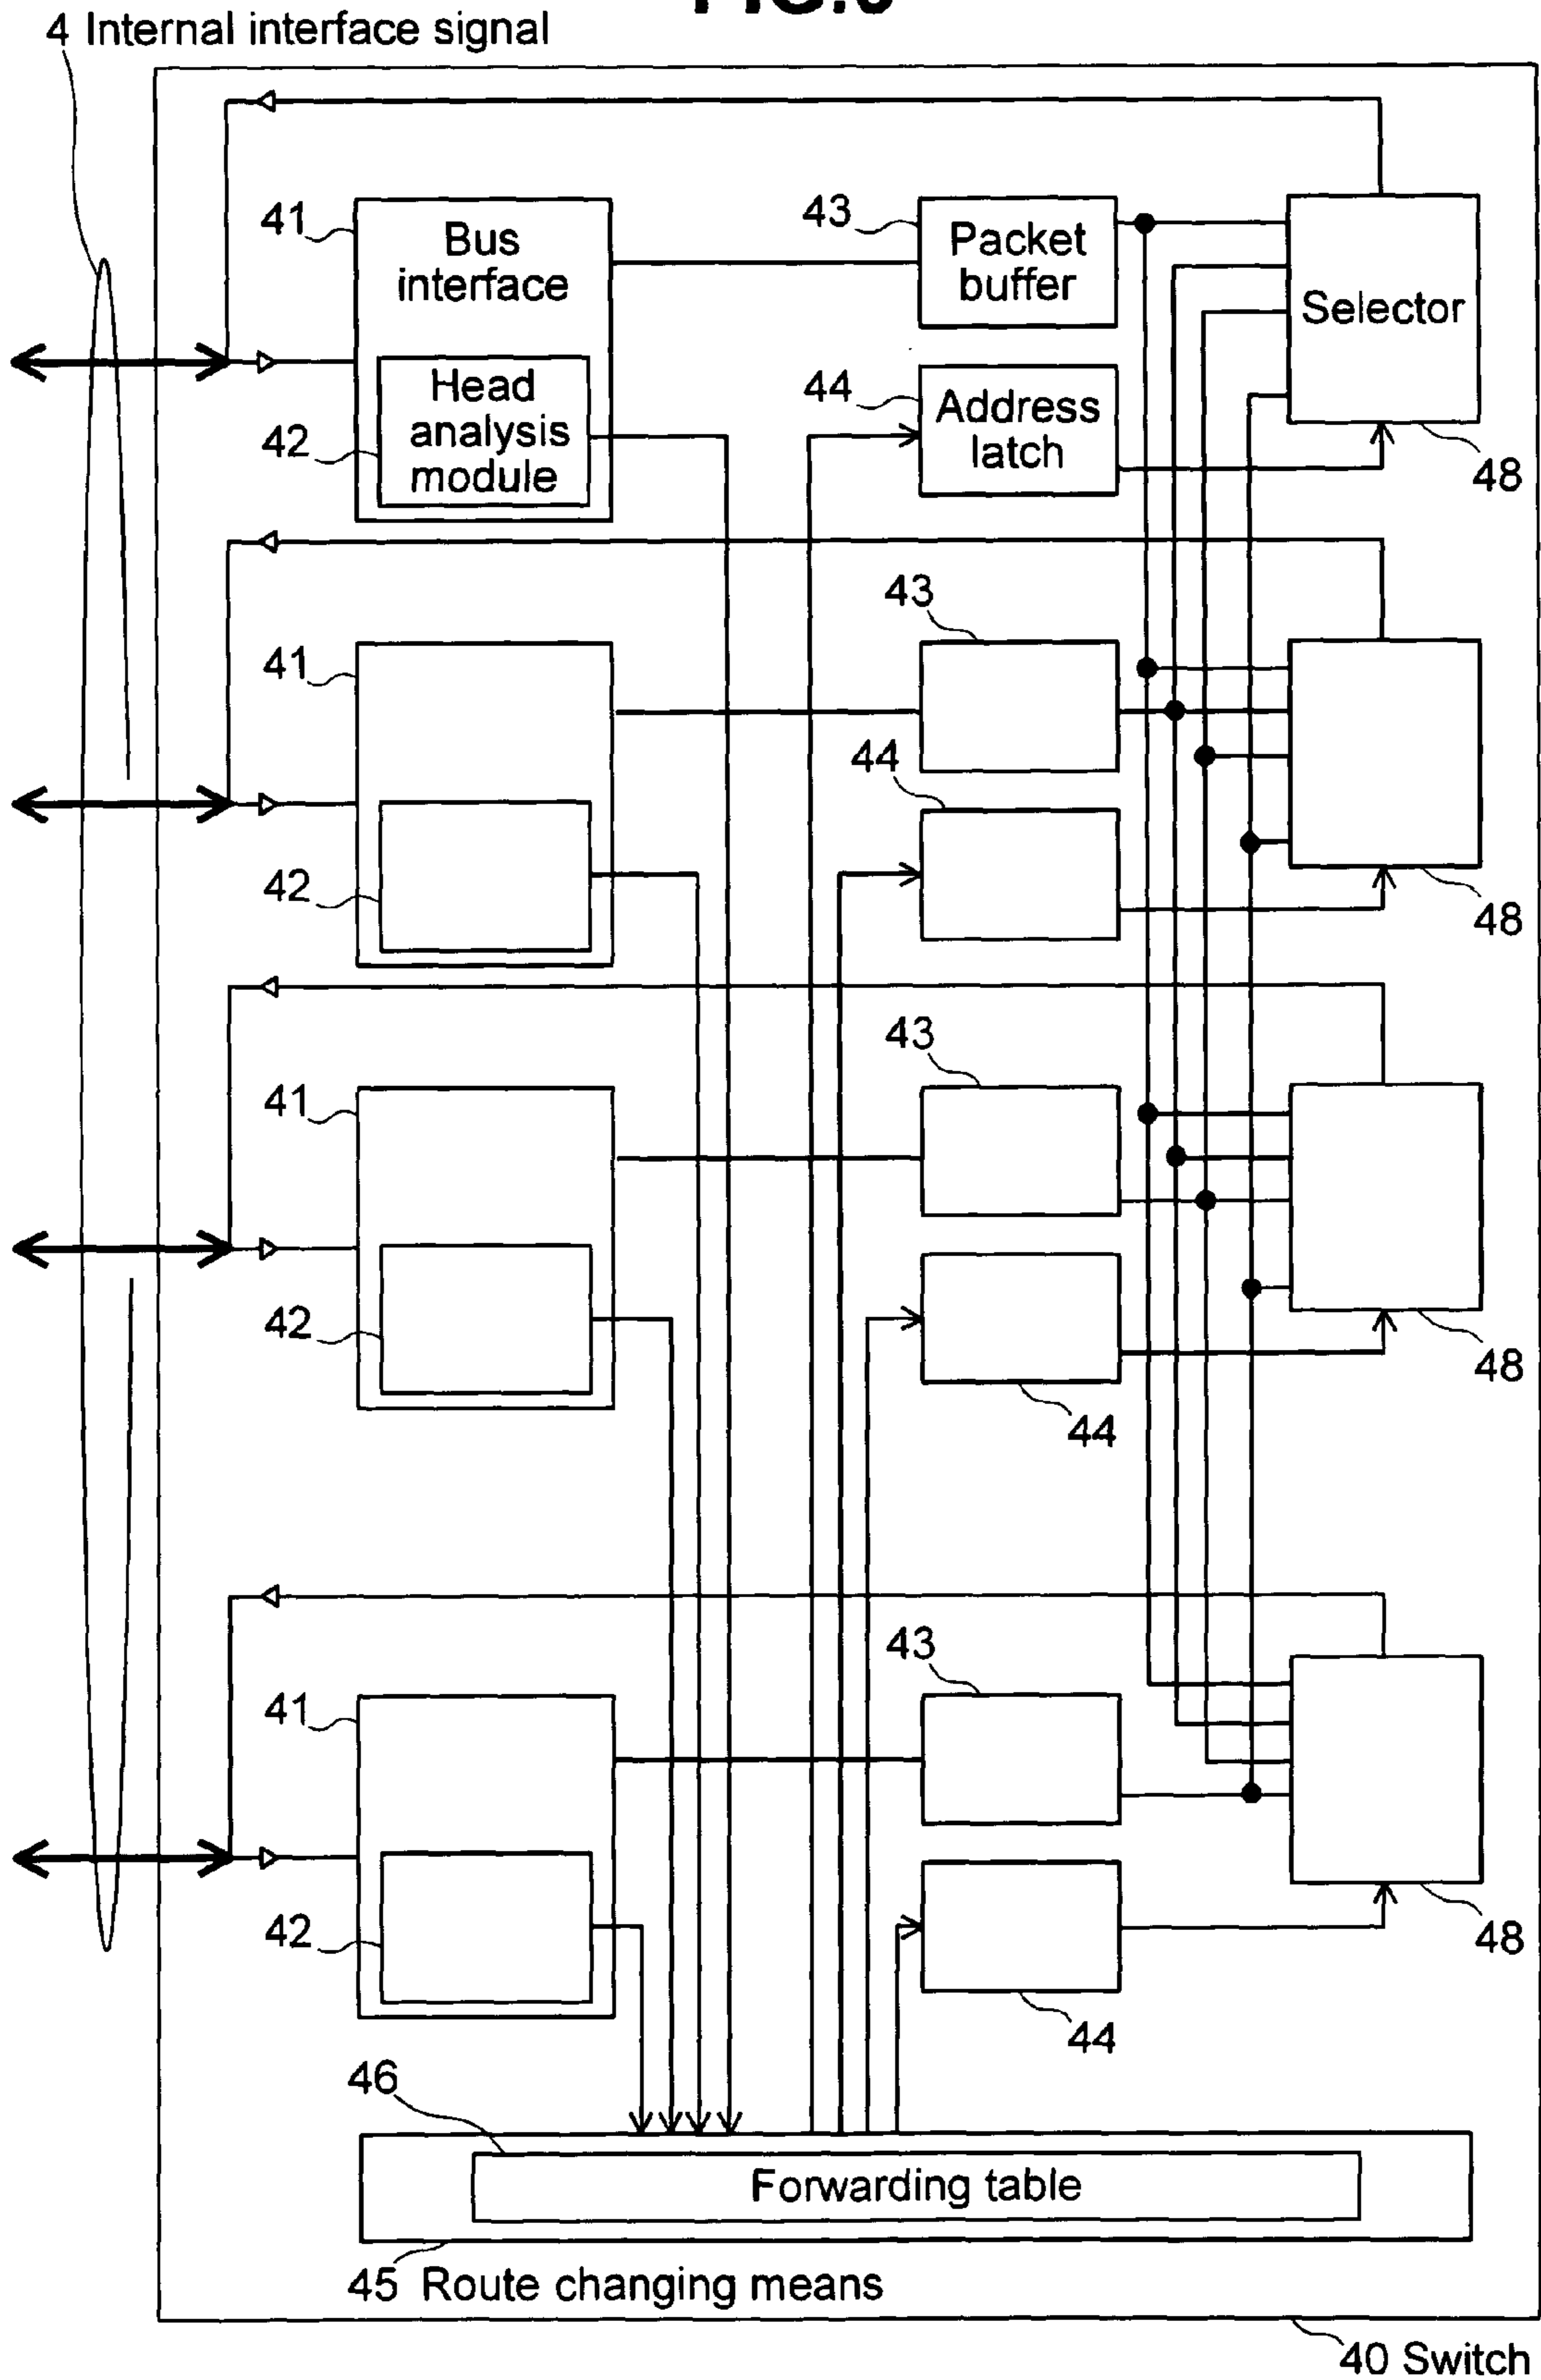 4 Internal interface signal
41
Bus
interface
43
Packet
buffer
Selector
42
Head
analysis
module
44
Address
latch
48
41
43
44
42
48
41
43
42
44
48
41
43
42
44
48
46
Forwarding table
45 Route changing means
40 Switch